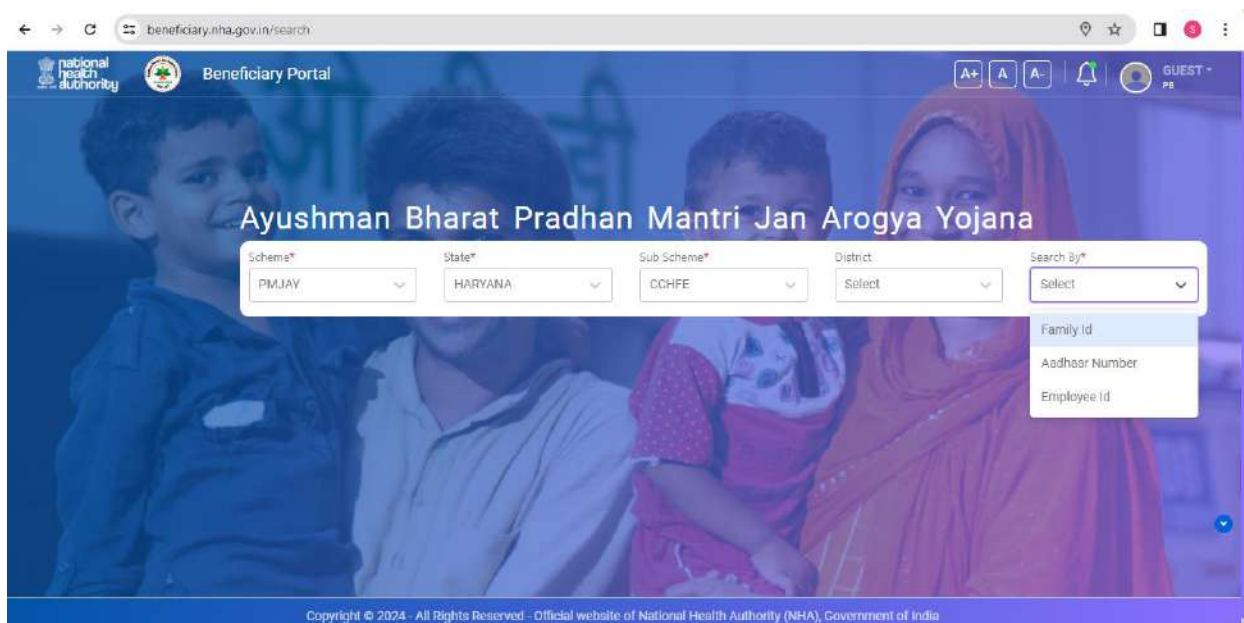 beneficiary.nha.gov.in/search
national
health
authority
Beneficiary Portal
A+ A A-
GUEST
PB
Ayushman Bharat Pradhan Mantri Jan Arogya Yojana
Scheme* State* Sub Scheme* District Search By*
PMJAY HARYANA CCHFE Select Select
Family Id
Aadhaar Number
Employee Id
Copyright © 2024 - All Rights Reserved - Official website of National Health Authority (NHA), Government of India